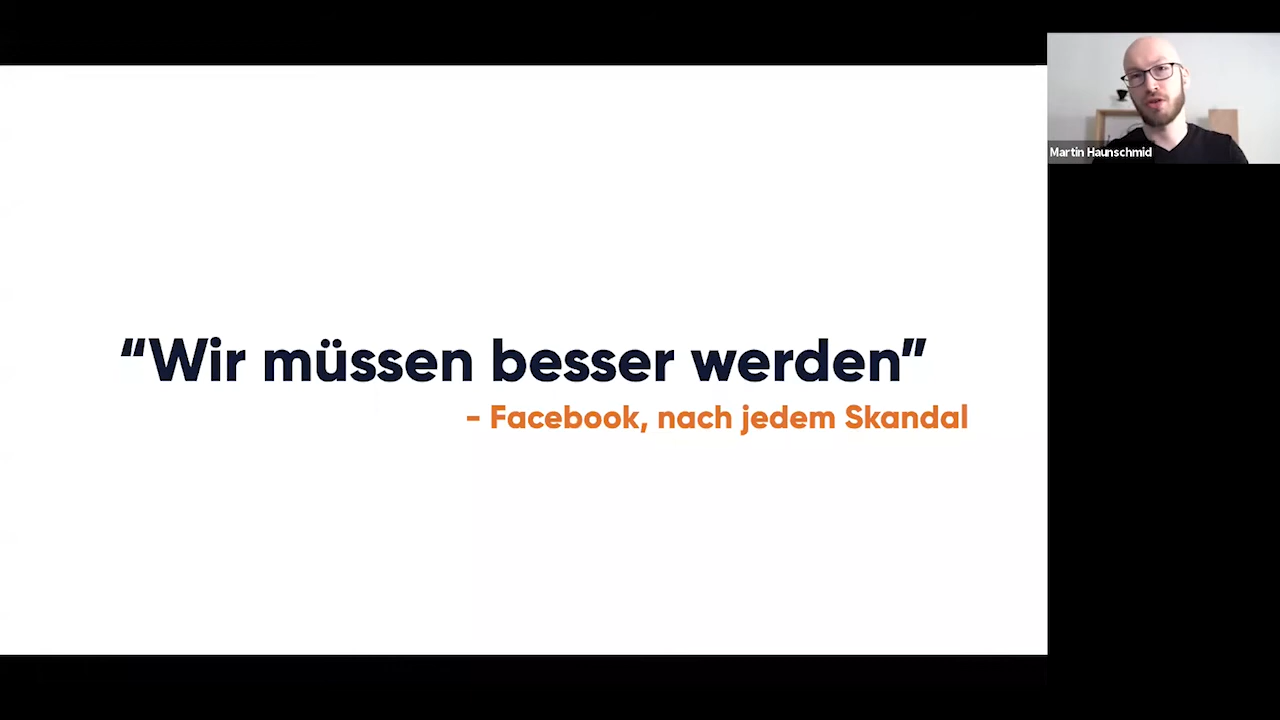 “Wir müssen besser werden”
- Facebook, nach jedem Skandal
Martin Haunschmid